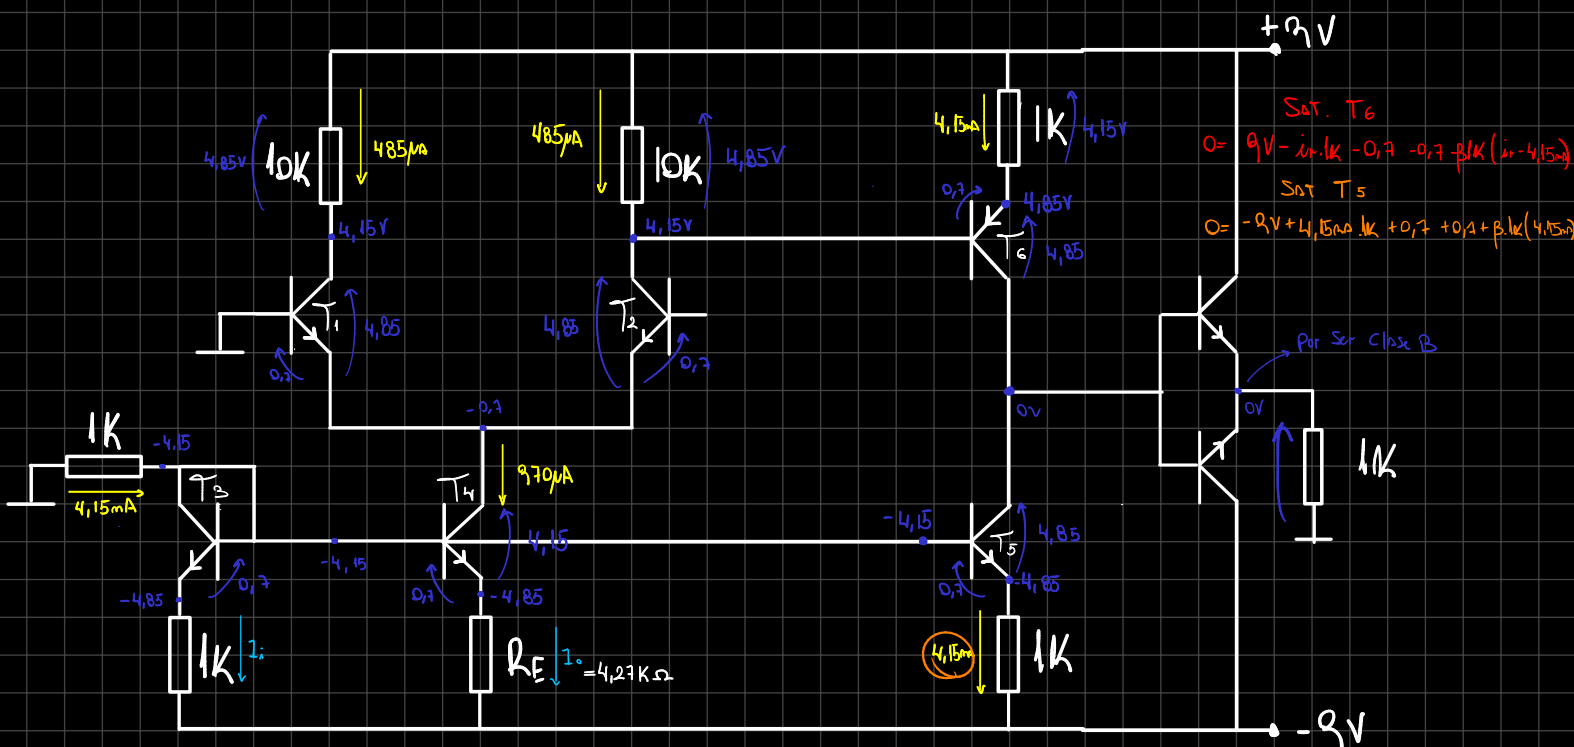 +9V
SAT. T6
4,15mA
1K
4,15V
0= 9V - ir.1K - 0,7 - 0,7 - β1K(ir - 4,15mA)
485µA
485µA
4,85V
10K
10K
4,85V
SAT T5
0,7
4,85V
0= -9V + 4,15mA.1K + 0,7 + 0,7 + β.1K(4,15mA
4,15V
4,15V
T6
4,85
T1
4,85
T2
4,85
0,7
0,7
Por Ser Clase B
-0,7
0V
0V
1K
-4,15
1K
4,15mA
T3
T4
970µA
-4,15
4,85
T5
4,15
-4,15
0,7
-4,85
0,7
-4,85
0,7
-4,85
1K
Ii
RE
Io
=4,27KΩ
4,15mA
1K
-9V